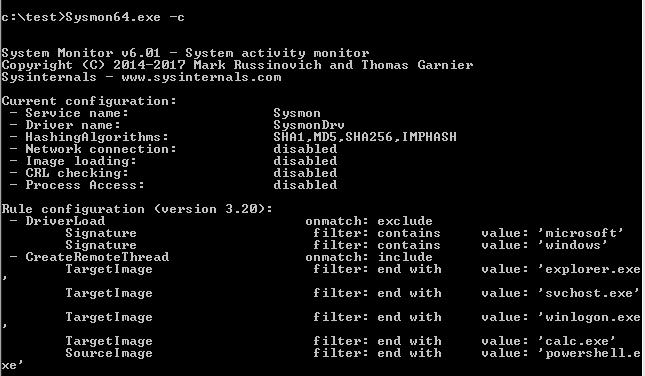 c:\test>Sysmon64.exe -c
System Monitor v6.01 - System activity monitor
Copyright (C) 2014-2017 Mark Russinovich and Thomas Garnier
Sysinternals - www.sysinternals.com
Current configuration:
- Service name: Sysmon
- Driver name: SysmonDrv
- HashingAlgorithms: SHA1,MD5,SHA256,IMPHASH
- Network connection: disabled
- Image loading: disabled
- CRL checking: disabled
- Process Access: disabled
Rule configuration (version 3.20):
- DriverLoad onmatch: exclude
Signature filter: contains value: 'microsoft'
Signature filter: contains value: 'windows'
- CreateRemoteThread onmatch: include
TargetImage filter: end with value: 'explorer.exe
'
TargetImage filter: end with value: 'svchost.exe'
TargetImage filter: end with value: 'winlogon.exe
'
TargetImage filter: end with value: 'calc.exe'
SourceImage filter: end with value: 'powershell.e
xe'